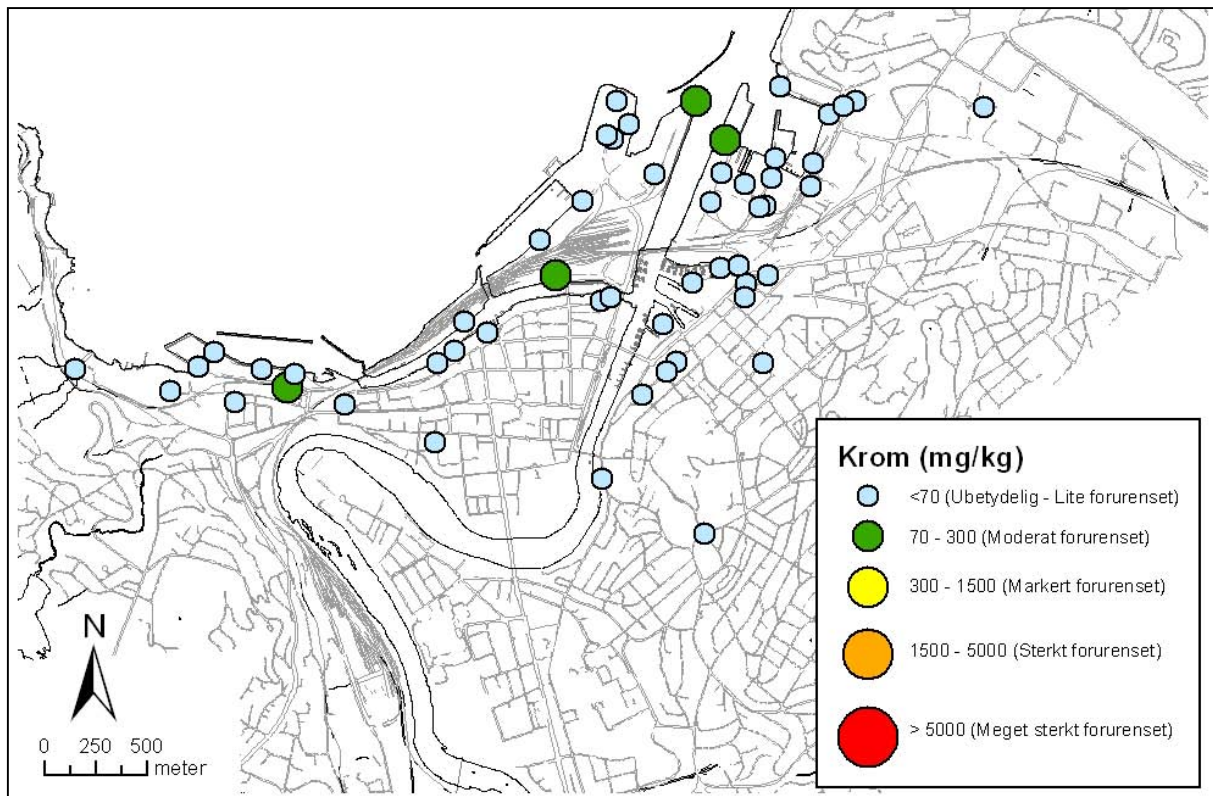 Krom (mg/kg)
<70 (Ubetydelig - Lite forurenset)
70 - 300 (Moderat forurenset)
300 - 1500 (Markert forurenset)
1500 - 5000 (Sterkt forurenset)
> 5000 (Meget sterkt forurenset)
N
0 250 500
meter